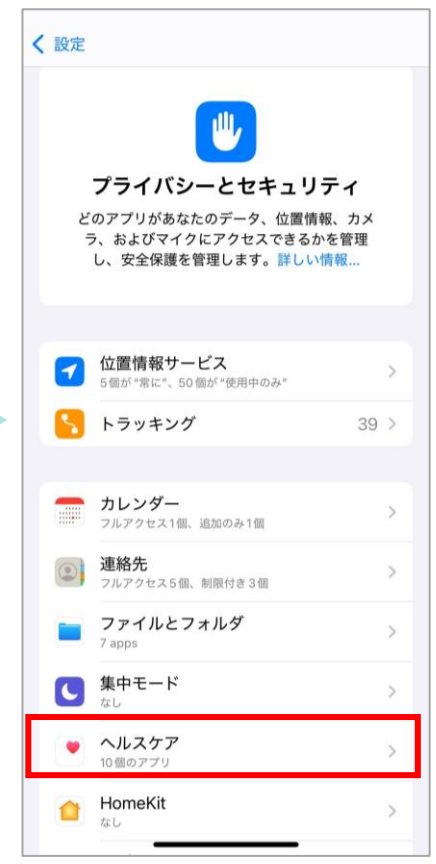 設定
プライバシーとセキュリティ
どのアプリがあなたのデータ、位置情報、カメ
ラ、およびマイクにアクセスできるかを管理
し、安全保護を管理します。詳しい情報...
位置情報サービス
5個が"常に"、50個が"使用中のみ"
トラッキング 39
カレンダー
フルアクセス1個、追加のみ1個
連絡先
フルアクセス5個、制限付き3個
ファイルとフォルダ
7 apps
集中モード
なし
ヘルスケア
10個のアプリ
HomeKit
なし